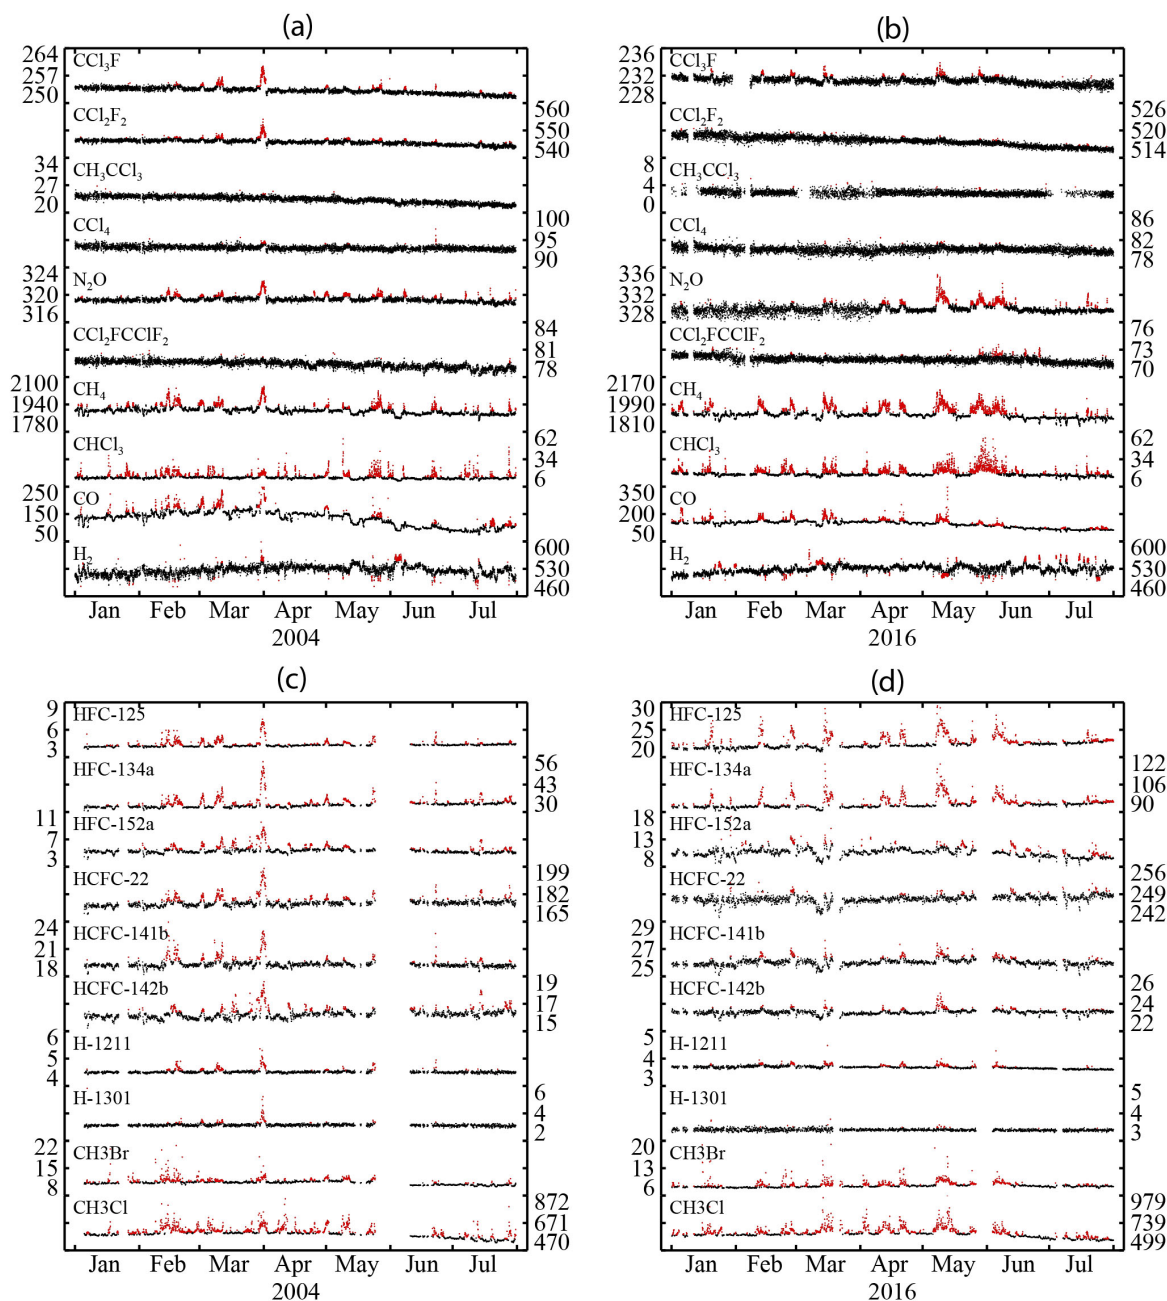 (a)
264
CCl₃F
257
250
560
CCl₂F₂
550
540
34
CH₃CCl₃
27
20
100
CCl₄
95
90
324
N₂O
320
316
84
CCl₂FCClF₂
81
78
2100
CH₄
1940
1780
62
CHCl₃
34
6
250
CO
150
50
600
H₂
530
460
Jan Feb Mar Apr May Jun Jul
2004
(b)
236
CCl₃F
232
228
526
CCl₂F₂
520
514
8
CH₃CCl₃
4
0
86
CCl₄
82
78
336
N₂O
332
328
76
CCl₂FCClF₂
73
70
2170
CH₄
1990
1810
62
CHCl₃
34
6
350
CO
200
50
600
H₂
530
460
Jan Feb Mar Apr May Jun Jul
2016
(c)
9
HFC-125
6
3
56
HFC-134a
43
30
11
HFC-152a
7
3
199
HCFC-22
182
165
24
HCFC-141b
21
18
19
HCFC-142b
17
15
6
H-1211
5
4
6
H-1301
4
2
22
CH3Br
15
8
872
CH3Cl
671
470
Jan Feb Mar Apr May Jun Jul
2004
(d)
30
HFC-125
25
20
122
HFC-134a
106
90
18
HFC-152a
13
8
256
HCFC-22
249
242
29
HCFC-141b
27
25
26
HCFC-142b
24
22
5
H-1211
4
3
5
H-1301
4
3
20
CH3Br
13
6
979
CH3Cl
739
499
Jan Feb Mar Apr May Jun Jul
2016